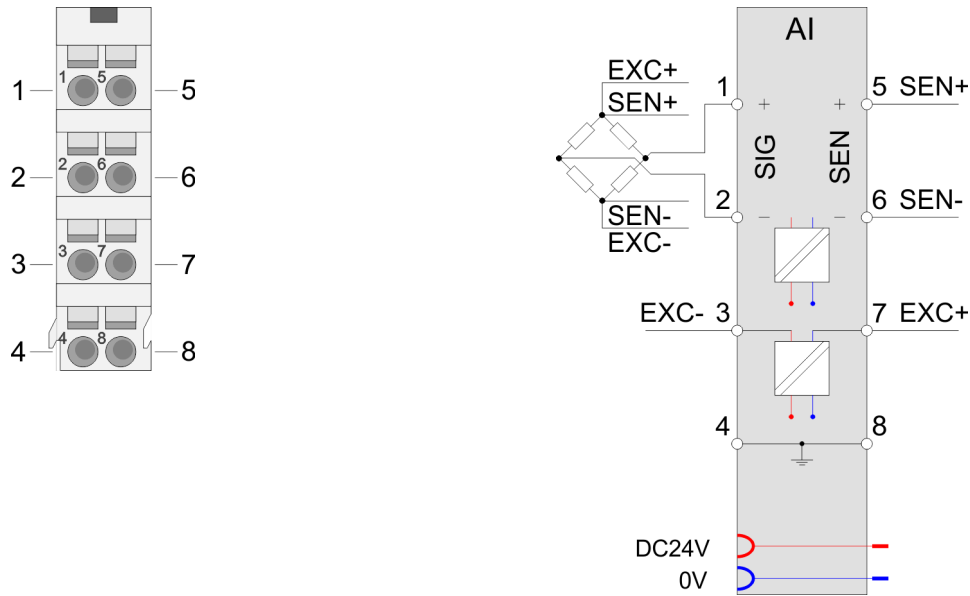 1 5
1 5
2 6
2 6
3 7
3 7
4 8
4 8
AI
EXC+
SEN+
1 + + 5 SEN+
SIG SEN
2 − − 6 SEN-
SEN-
EXC-
EXC- 3 7 EXC+
4 8
DC24V
0V